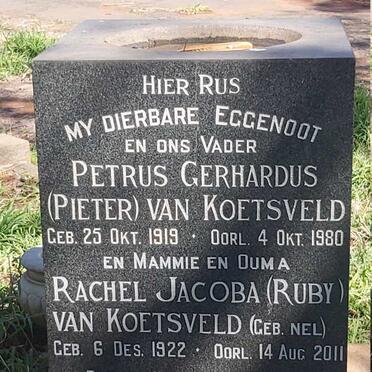 HIER RUS
MY DIERBARE EGGENOOT
EN ONS VADER
PETRUS GERHARDUS
(PIETER) VAN KOETSVELD
GEB. 25 OKT. 1919 · OORL. 4 OKT. 1980
EN MAMMIE EN OUMA
RACHEL JACOBA (RUBY)
VAN KOETSVELD (GEB. NEL)
GEB. 6 DES. 1922 · OORL. 14 AUG 2011